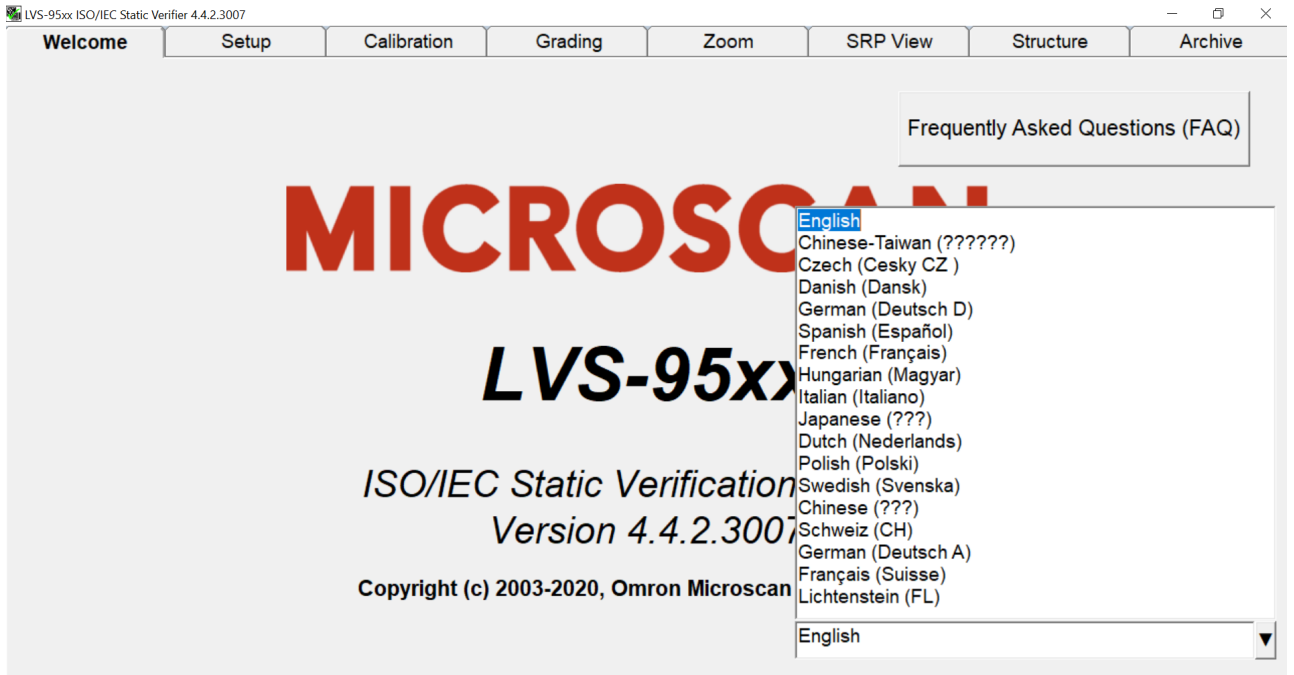 LVS-95xx ISO/IEC Static Verifier 4.4.2.3007
Welcome Setup Calibration Grading Zoom SRP View Structure Archive
Frequently Asked Questions (FAQ)
MICROSCAN
LVS-95xx
ISO/IEC Static Verification
Version 4.4.2.3007
Copyright (c) 2003-2020, Omron Microscan
English
Chinese-Taiwan (??????)
Czech (Cesky CZ )
Danish (Dansk)
German (Deutsch D)
Spanish (Español)
French (Français)
Hungarian (Magyar)
Italian (Italiano)
Japanese (???)
Dutch (Nederlands)
Polish (Polski)
Swedish (Svenska)
Chinese (???)
Schweiz (CH)
German (Deutsch A)
Français (Suisse)
Lichtenstein (FL)
English